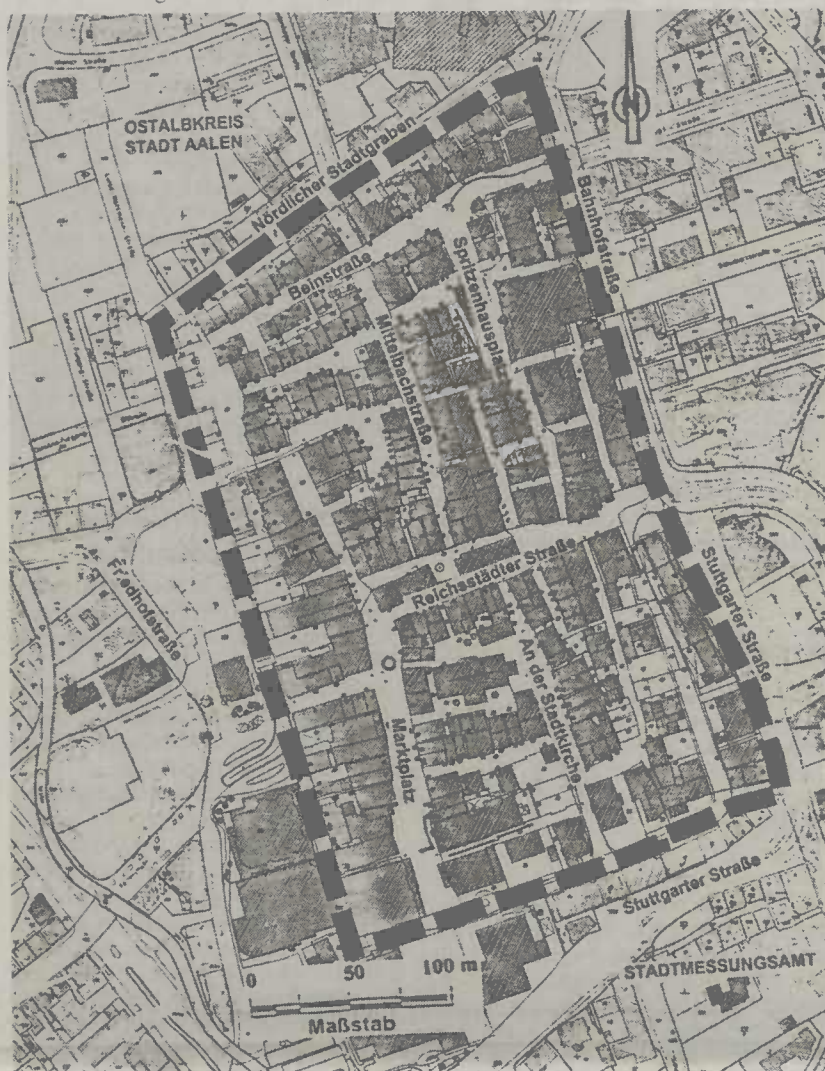 OSTALBKREIS
STADT AALEN
Nördlicher Stadtgraben
Beinstraße
Spritzenhausplatz
Bahnhofstraße
Mittelbachstraße
Reichsstädter Straße
Friedhofstraße
An der Stadtkirche
Stuttgarter Straße
Marktplatz
Stuttgarter Straße
STADTMESSUNGSAMT
0 50 100 m
Maßstab